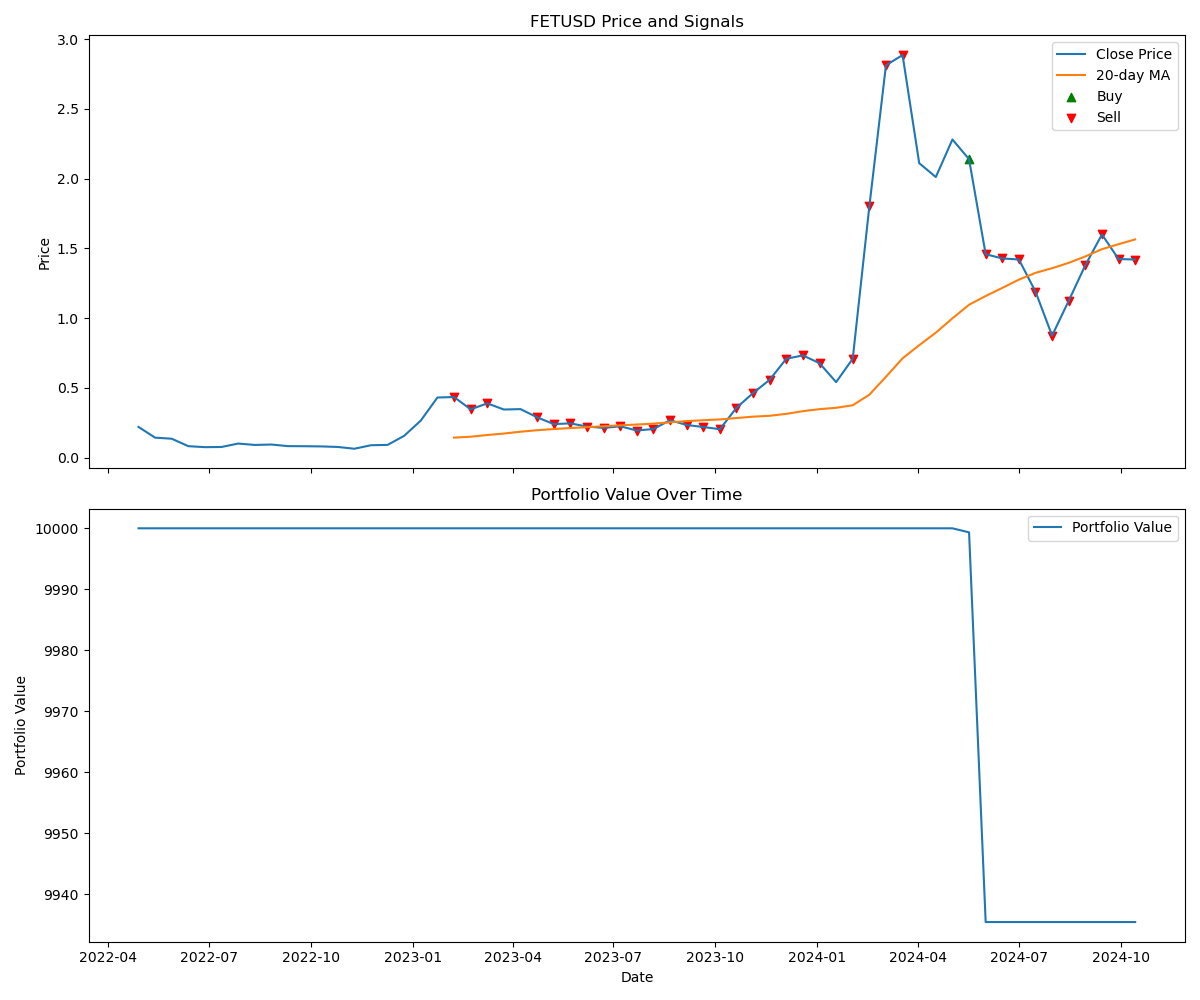 FETUSD Price and Signals
3.0
2.5
2.0
1.5
1.0
0.5
0.0
Price
Close Price
20-day MA
Buy
Sell
Portfolio Value Over Time
10000
9990
9980
9970
9960
9950
9940
Portfolio Value
Portfolio Value
2022-04
2022-07
2022-10
2023-01
2023-04
2023-07
2023-10
2024-01
2024-04
2024-07
2024-10
Date